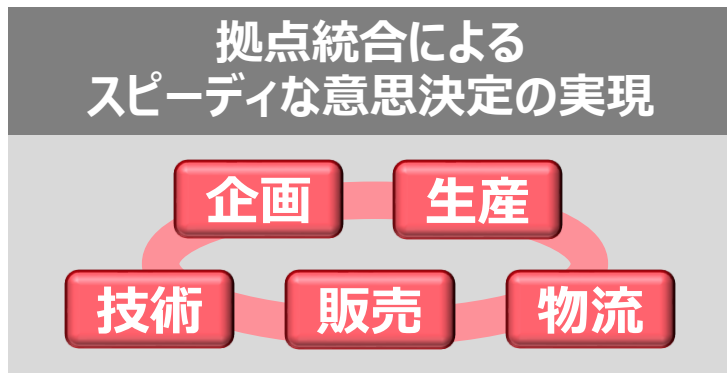 拠点統合による
スピーディな意思決定の実現
企画
生産
技術
販売
物流